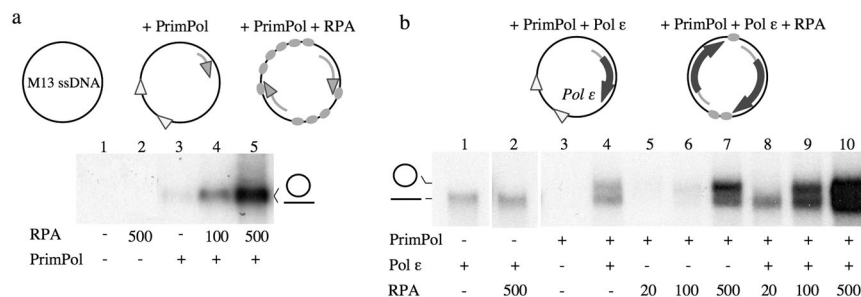 a
+ PrimPol
+ PrimPol + RPA
M13 ssDNA
1 2 3 4 5
RPA - 500 - 100 500
PrimPol - - + + +
b
+ PrimPol + Pol ε
+ PrimPol + Pol ε + RPA
Pol ε
1 2 3 4 5 6 7 8 9 10
PrimPol - - + + + + + + + +
Pol ε + + - + - - - + + +
RPA - 500 - - 20 100 500 20 100 500